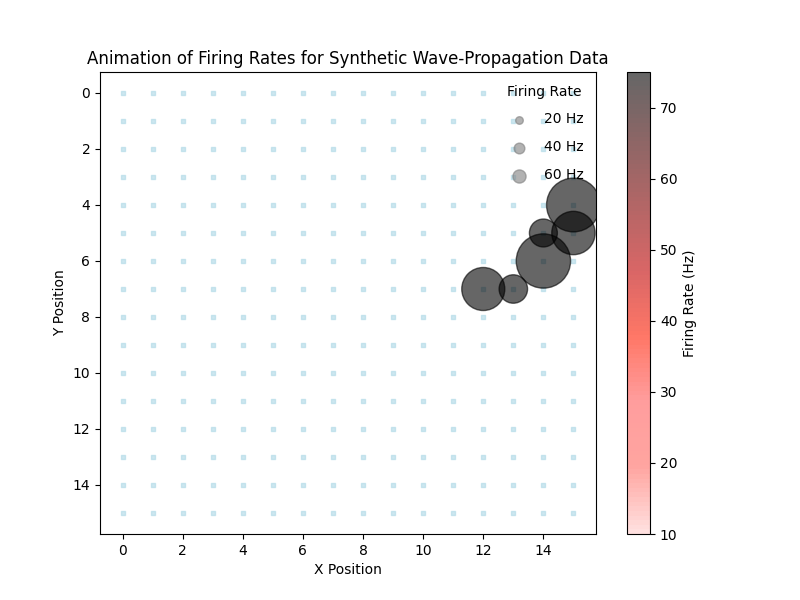 Animation of Firing Rates for Synthetic Wave-Propagation Data
Firing Rate
20 Hz
40 Hz
60 Hz
0
2
4
6
8
10
12
14
Y Position
0 2 4 6 8 10 12 14
X Position
70
60
50
40
30
20
10
Firing Rate (Hz)